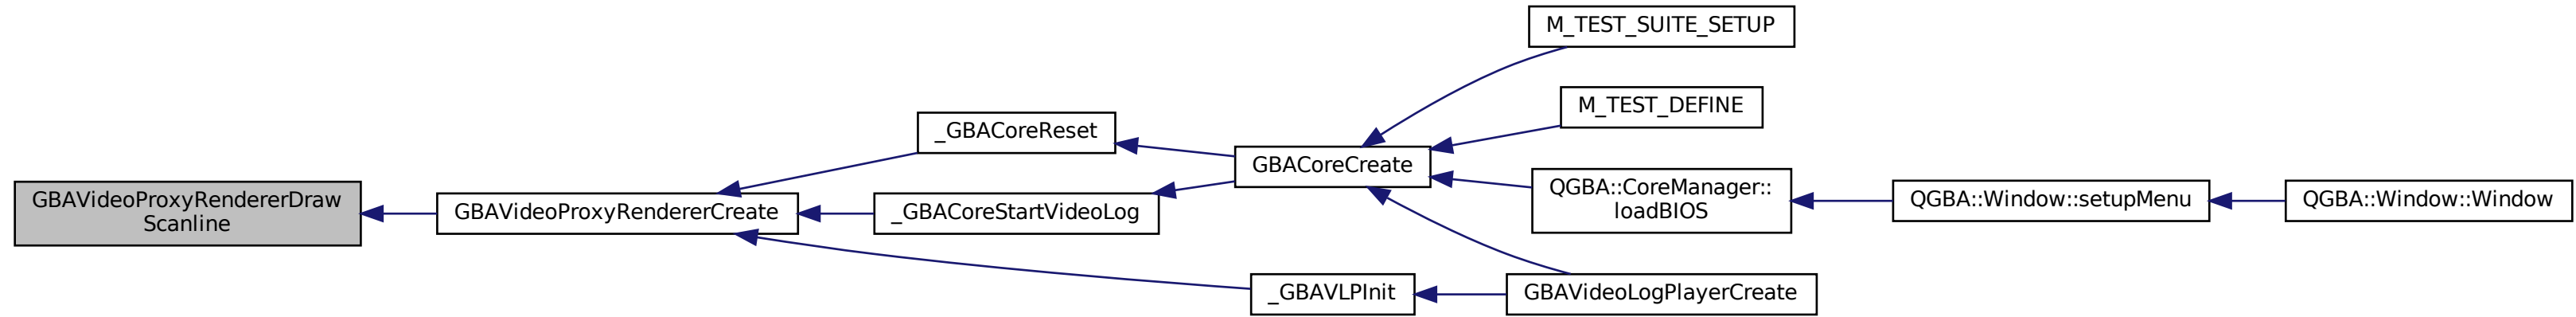 M_TEST_SUITE_SETUP
M_TEST_DEFINE
_GBACoreReset
GBACoreCreate
QGBA::CoreManager::
loadBIOS
GBAVideoProxyRendererDraw
Scanline
GBAVideoProxyRendererCreate
_GBACoreStartVideoLog
QGBA::Window::setupMenu
QGBA::Window::Window
_GBAVLPInit
GBAVideoLogPlayerCreate